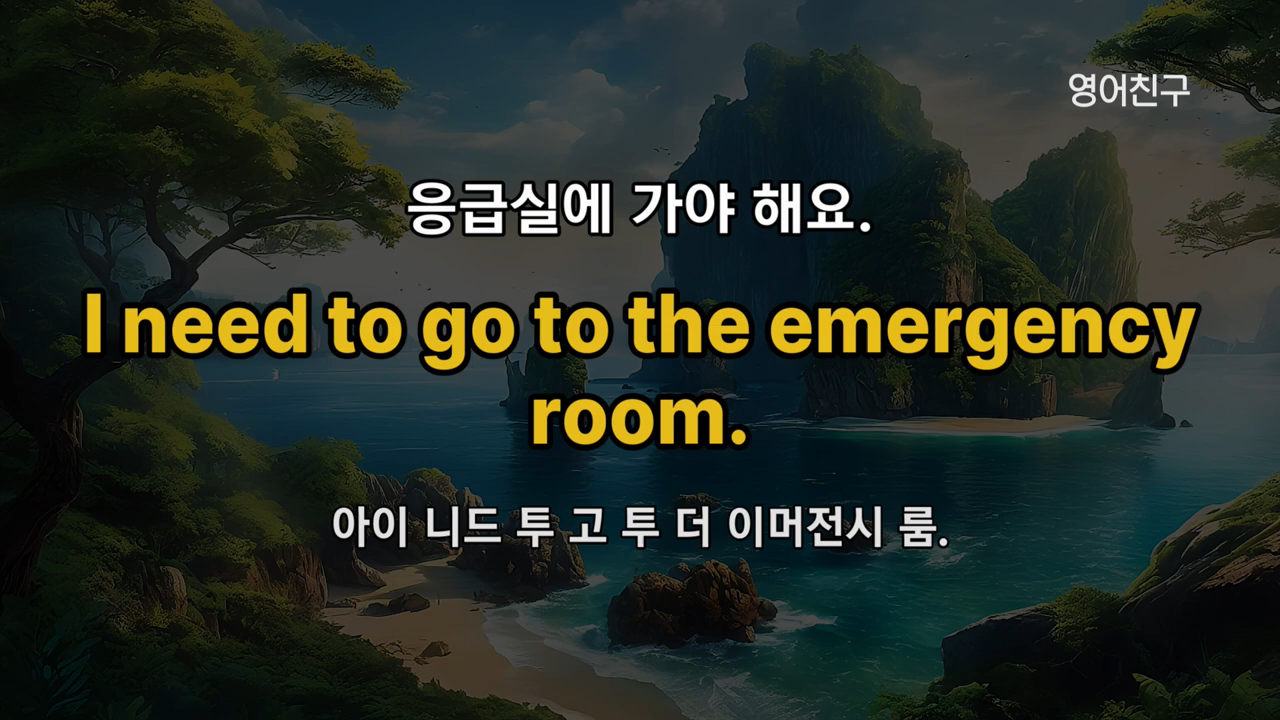 영어친구
응급실에 가야 해요.
I need to go to the emergency
room.
아이 니드 투 고 투 더 이머전시 룸.